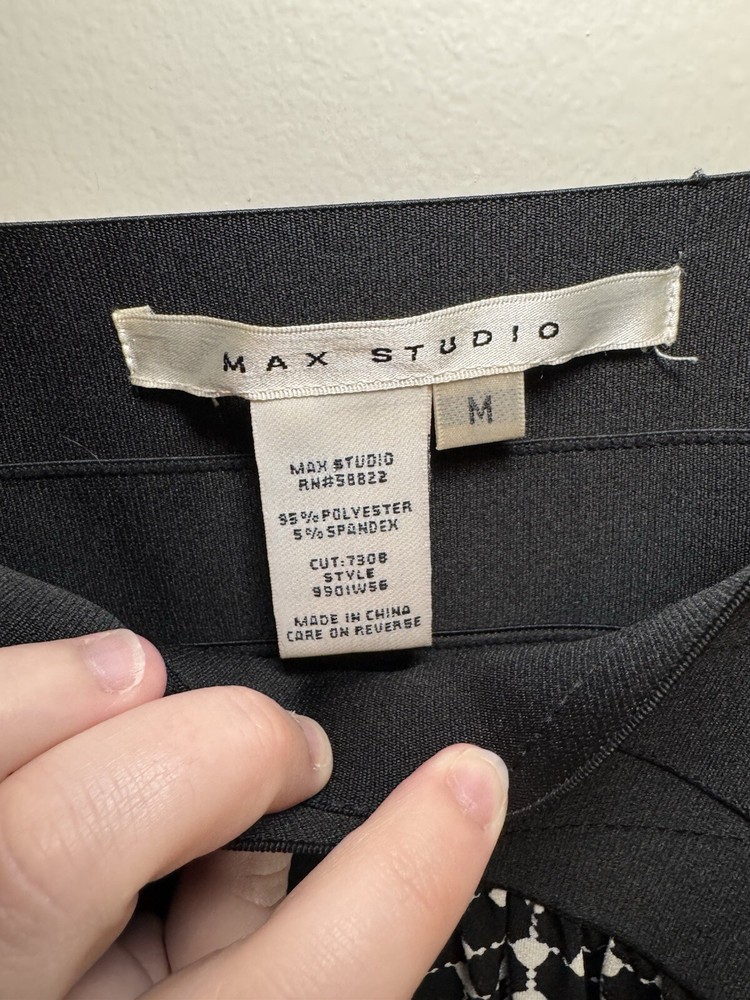 MAX STUDIO
M
MAX STUDIO
RN#58822
95%POLYESTER
5%SPANDEX
CUT:7308
STYLE
9901W56
MADE IN CHINA
CARE ON REVERSE